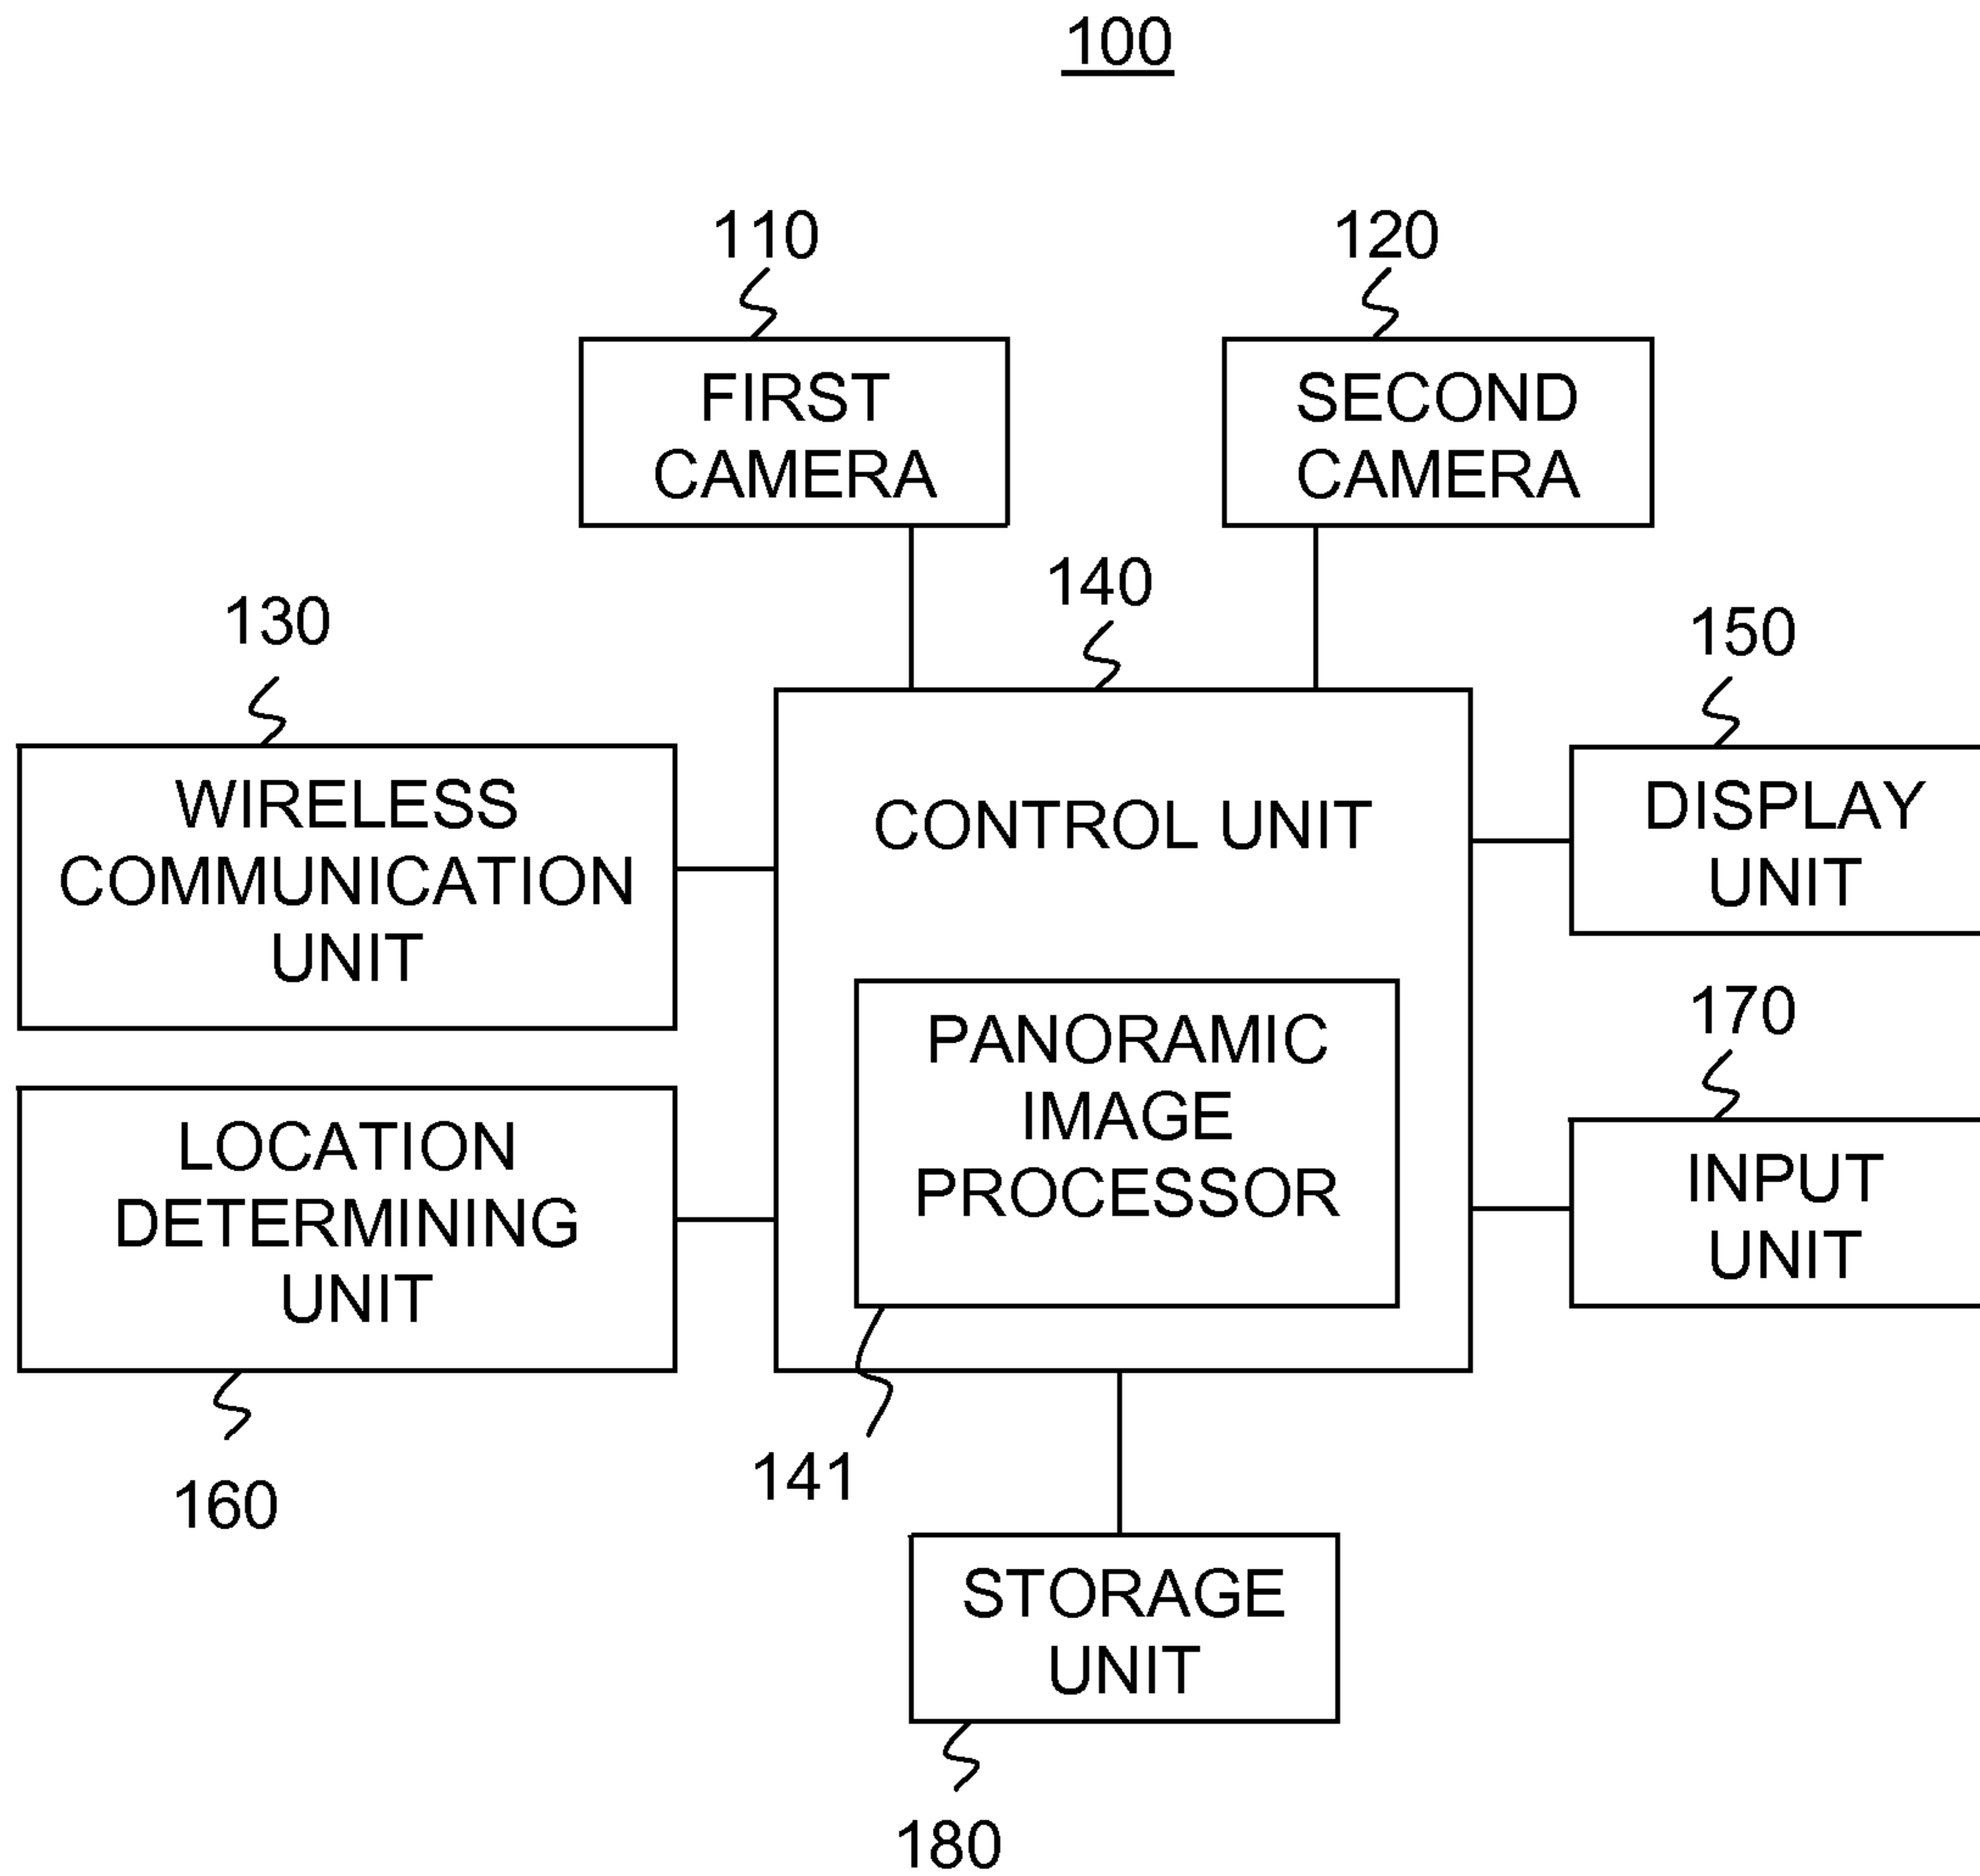 100
110
120
FIRST
CAMERA
SECOND
CAMERA
140
130
150
WIRELESS
COMMUNICATION
UNIT
CONTROL UNIT
DISPLAY
UNIT
PANORAMIC
IMAGE
PROCESSOR
170
LOCATION
DETERMINING
UNIT
INPUT
UNIT
141
160
STORAGE
UNIT
180